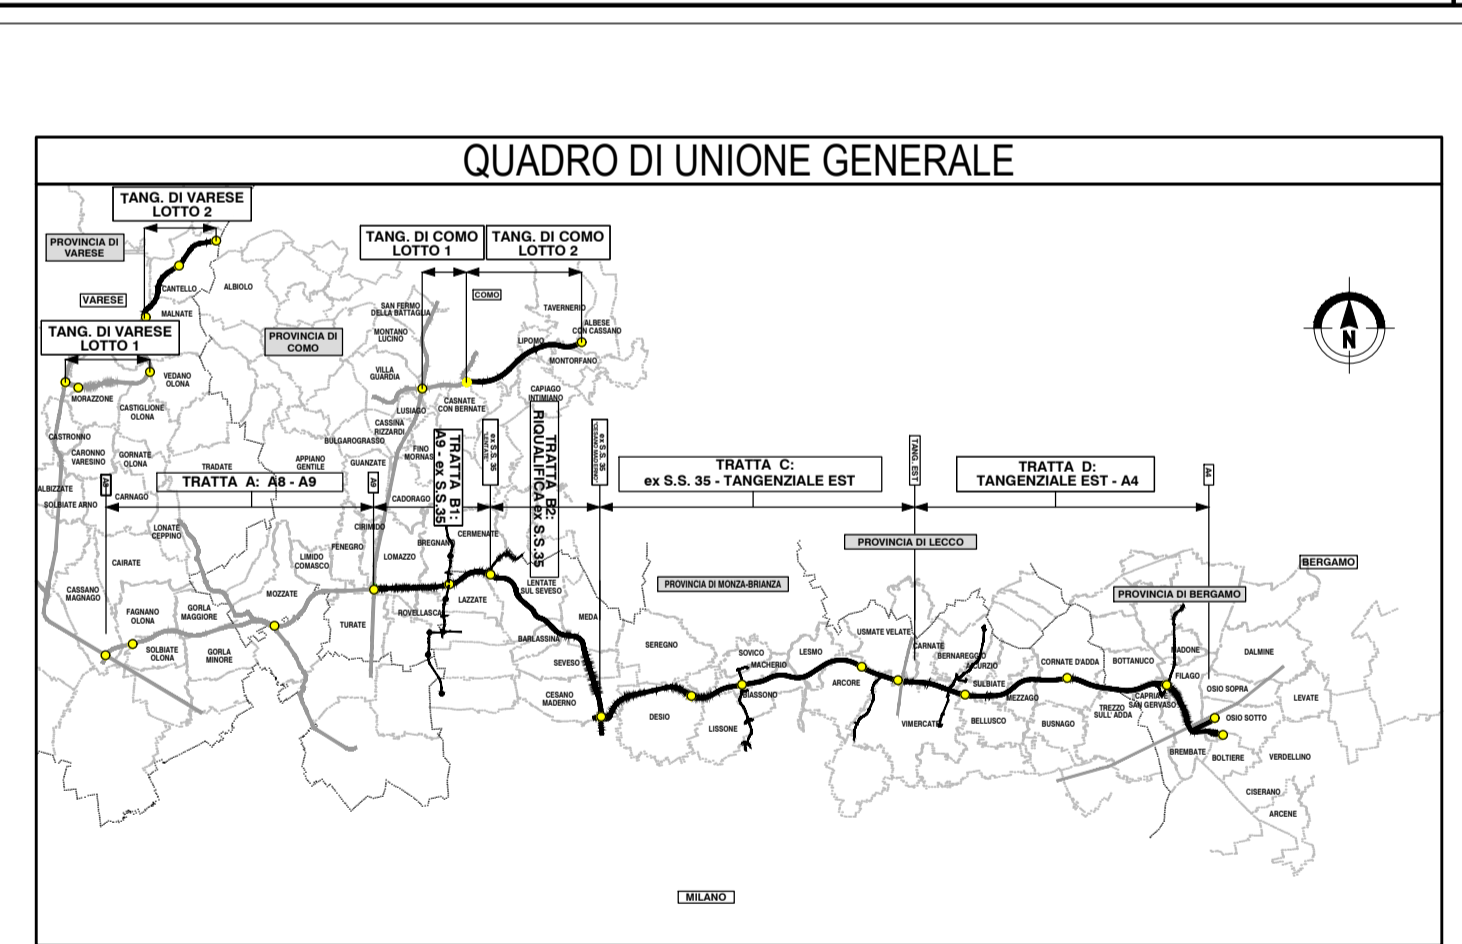 QUADRO DI UNIONE GENERALE
TANG. DI VARESE
LOTTO 2
PROVINCIA DI
VARESE
TANG. DI COMO
LOTTO 1
TANG. DI COMO
LOTTO 2
CANTELLO
ALBIOLO
VARESE
MALNATE
COMO
SAN FERMO
DELLA BATTAGLIA
TAVERNERIO
ALBESE
CON CASSANO
TANG. DI VARESE
LOTTO 1
PROVINCIA DI
COMO
MONTANO
LUCINO
LIPOMO
MONTORFANO
N
VEDANO
OLONA
VILLA
GUARDIA
MORAZZONE
CASTIGLIONE
OLONA
LUSIAGO
CASNATE
CON BERNATE
CAPIAGO
INTIMIANO
CASSINA
RIZZARDI
CASTRONNO
BULGAROGRASSO
CARONNO
VARESINO
GORNATE
OLONA
TRADATE
APPIANO
GENTILE
GUANZATE
FINO
MORNAS
TRATTA B1:
A9 - ex S.S.35
ex S.S. 35
TRATTA B2:
RIQUALIFICA ex S.S.35
ex S.S. 35
TRATTA C:
ex S.S. 35 - TANGENZIALE EST
TANG. EST
TRATTA D:
TANGENZIALE EST - A4
A4
ALBIZZATE
A8
TRATTA A: A8 - A9
A9
SOLBIATE ARNO
CARNAGO
CADORAGO
LONATE
CEPPINO
CIRIMIDO
BREGNANO
CERMENATE
FENEGRO
LOMAZZO
PROVINCIA DI LECCO
CAIRATE
LIMIDO
COMASCO
BERGAMO
CASSANO
MAGNAGO
MOZZATE
LAZZATE
LENTATE
SUL SEVESO
PROVINCIA DI MONZA-BRIANZA
PROVINCIA DI BERGAMO
FAGNANO
OLONA
GORLA
MAGGIORE
ROVELLASCA
TURATE
MEDA
USMATE VELATE
BARLASSINA
SEREGNO
SOVICO
LESMO
CARNATE
BERNAREGGIO
MADONE
DALMINE
SOLBIATE
OLONA
GORLA
MINORE
SEVESO
MACHERIO
CORNATE D'ADDA
BOTTANUCO
FILAGO
ARCORE
SULBIATE
CESANO
MADERNO
BIASSONO
MEZZAGO
CAPRIATE
SAN GERVASO
OSIO SOPRA
LEVATE
DESIO
LISSONE
VIMERCATE
BELLUSCO
BUSNAGO
TREZZO
SULL' ADDA
OSIO SOTTO
BREMBATE
BOLTIERE
VERDELLINO
CISERANO
ARCENE
MILANO